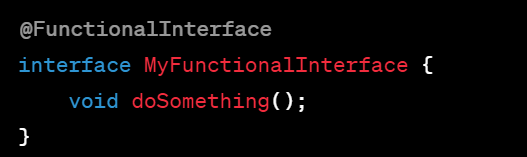 @FunctionalInterface
interface MyFunctionalInterface {
    void doSomething();
}